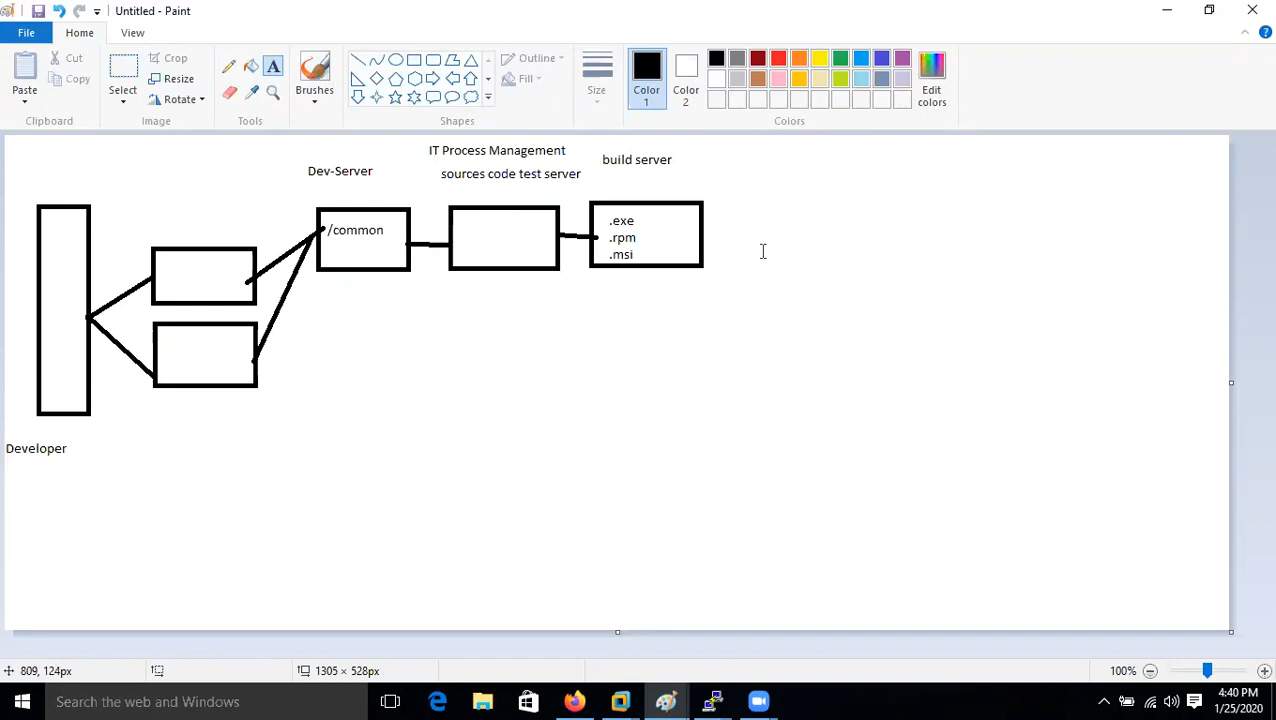 Untitled - Paint
File
Home
View
Paste
Cut
Copy
Clipboard
Select
Crop
Resize
Rotate
Image
Tools
Brushes
Shapes
Outline
Fill
Size
Color 1
Color 2
Edit colors
Colors
IT Process Management
build server
Dev-Server
sources code test server
/common
.exe
.rpm
.msi
Developer
809, 124px
1305 × 528px
100%
Search the web and Windows
4:40 PM
1/25/2020